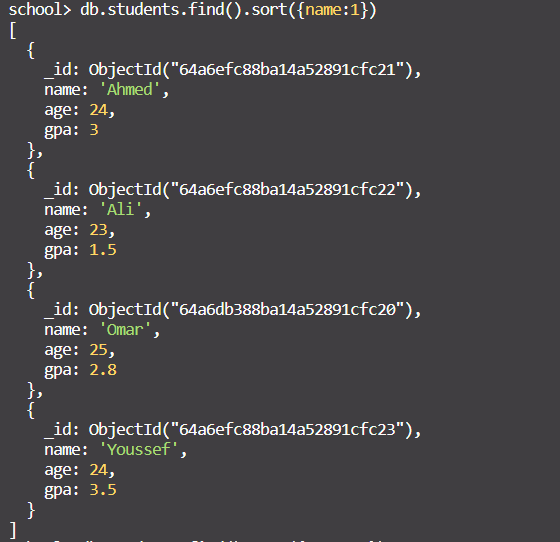 school> db.students.find().sort({name:1})
[
  {
    _id: ObjectId("64a6efc88ba14a52891cfc21"),
    name: 'Ahmed',
    age: 24,
    gpa: 3
  },
  {
    _id: ObjectId("64a6efc88ba14a52891cfc22"),
    name: 'Ali',
    age: 23,
    gpa: 1.5
  },
  {
    _id: ObjectId("64a6db388ba14a52891cfc20"),
    name: 'Omar',
    age: 25,
    gpa: 2.8
  },
  {
    _id: ObjectId("64a6efc88ba14a52891cfc23"),
    name: 'Youssef',
    age: 24,
    gpa: 3.5
  }
]